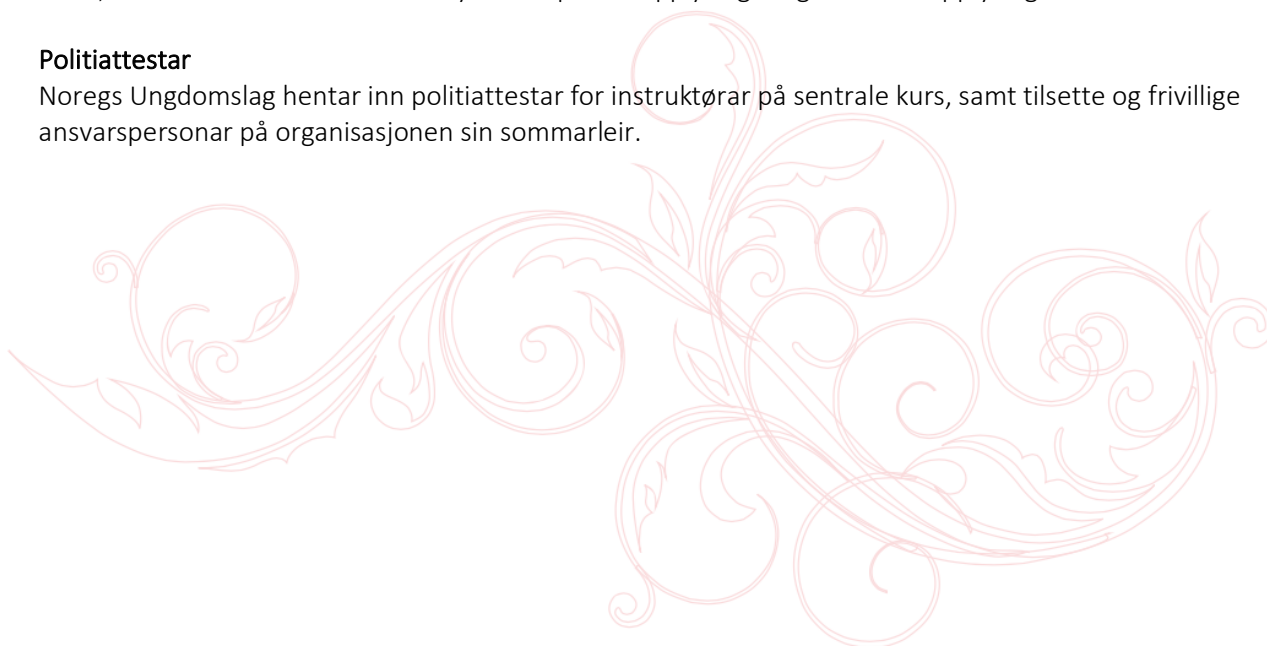 Politiattestar
Noregs Ungdomslag hentar inn politiattestar for instruktørar på sentrale kurs, samt tilsette og frivillige
ansvarspersonar på organisasjonen sin sommarleir.